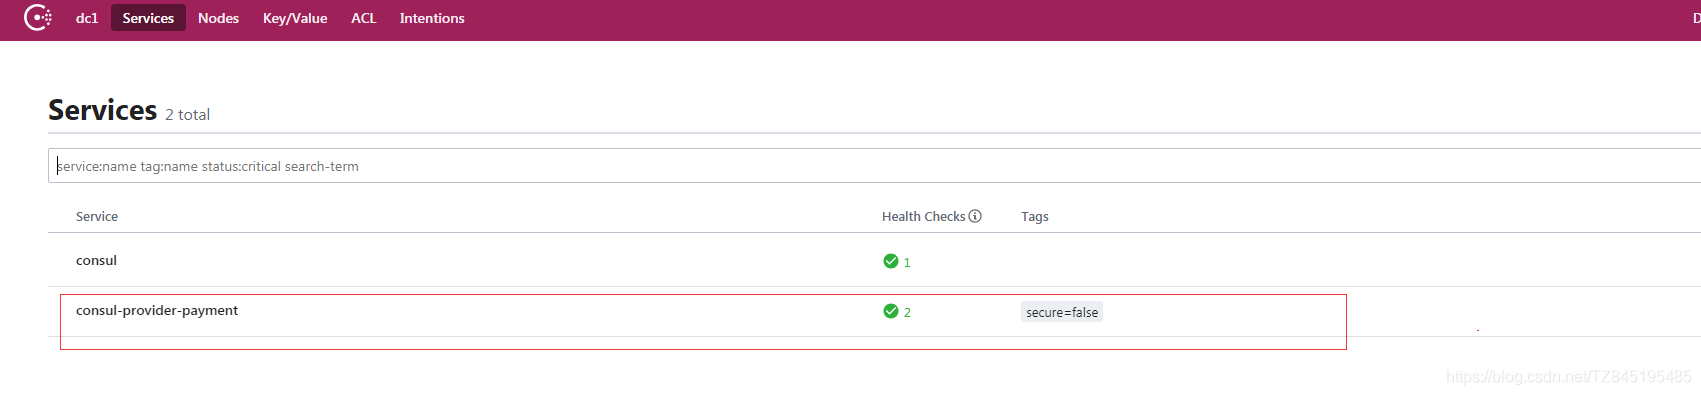 dc1 Services Nodes Key/Value ACL Intentions D
Services 2 total
service:name tag:name status:critical search-term
Service Health Checks Tags
consul 1
consul-provider-payment 2 secure=false
https://blog.csdn.net/TZ845195485